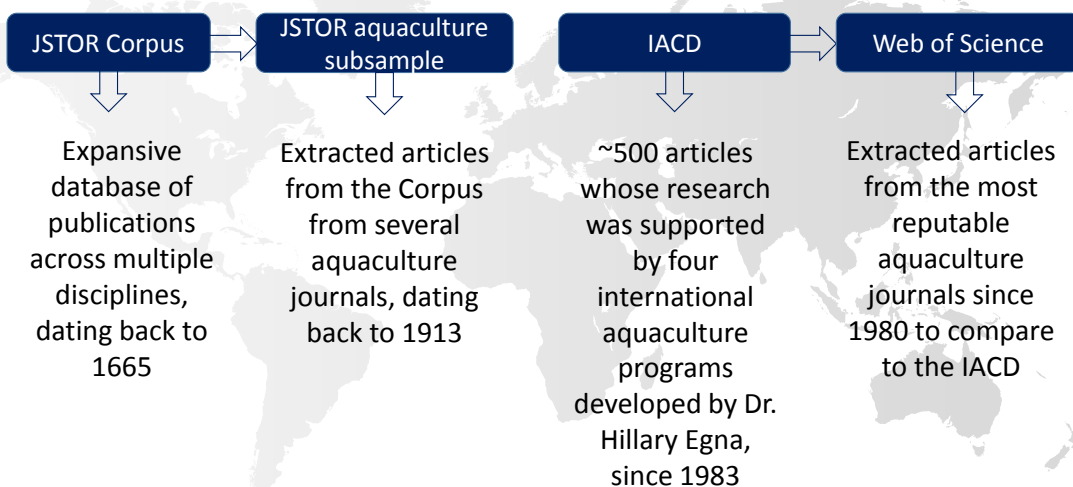 JSTOR Corpus
JSTOR aquaculture
subsample
IACD
Web of Science
Expansive
database of
publications
across multiple
disciplines,
dating back to
1665
Extracted articles
from the Corpus
from several
aquaculture
journals, dating
back to 1913
~500 articles
whose research
was supported
by four
international
aquaculture
programs
developed by Dr.
Hillary Egna,
since 1983
Extracted articles
from the most
reputable
aquaculture
journals since
1980 to compare
to the IACD